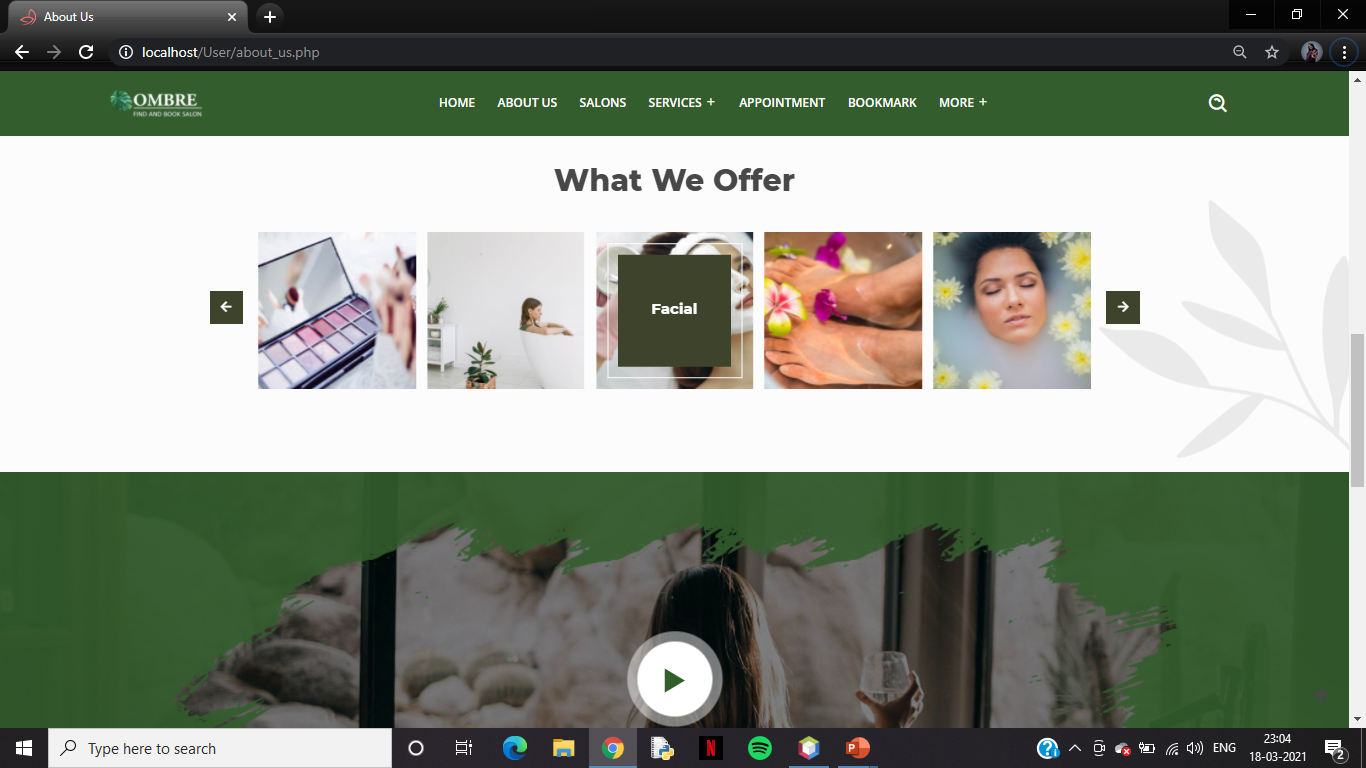 About Us
localhost/User/about_us.php
OMBRE
FIND AND BOOK SALON
HOME ABOUT US SALONS SERVICES + APPOINTMENT BOOKMARK MORE +
What We Offer
Facial
Type here to search
N
P
ENG
23:04
18-03-2021
2